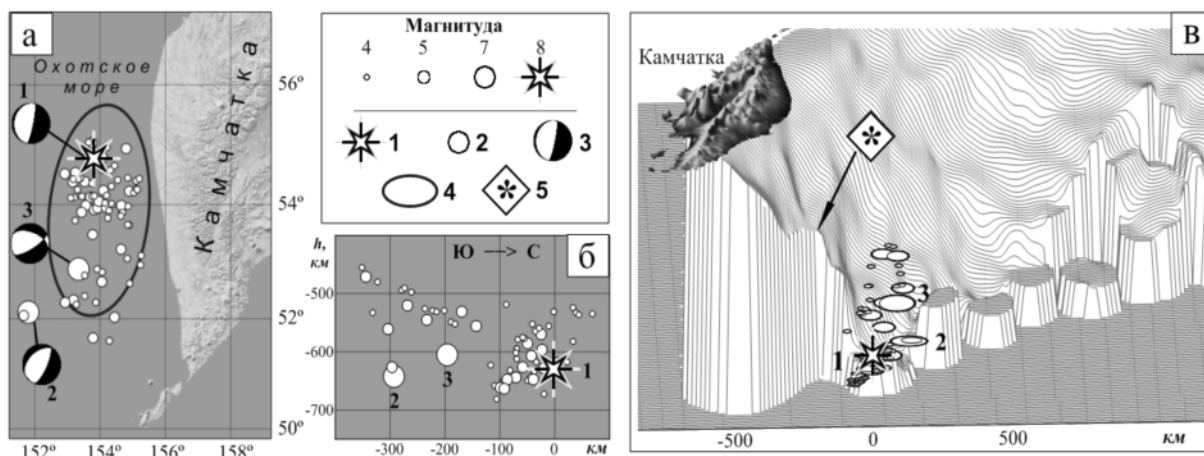 а
Охотское
море
Камчатка
1
3
2
56°
54°
52°
50°
152° 154° 156° 158°
Магнитуда
4 5 7 8
1 2 3
4 5
h,
км
Ю --> С
б
-500
-600
-700
1
3
2
-300 -200 -100 0 км
в
Камчатка
*
3
2
1
-500 0 500 км